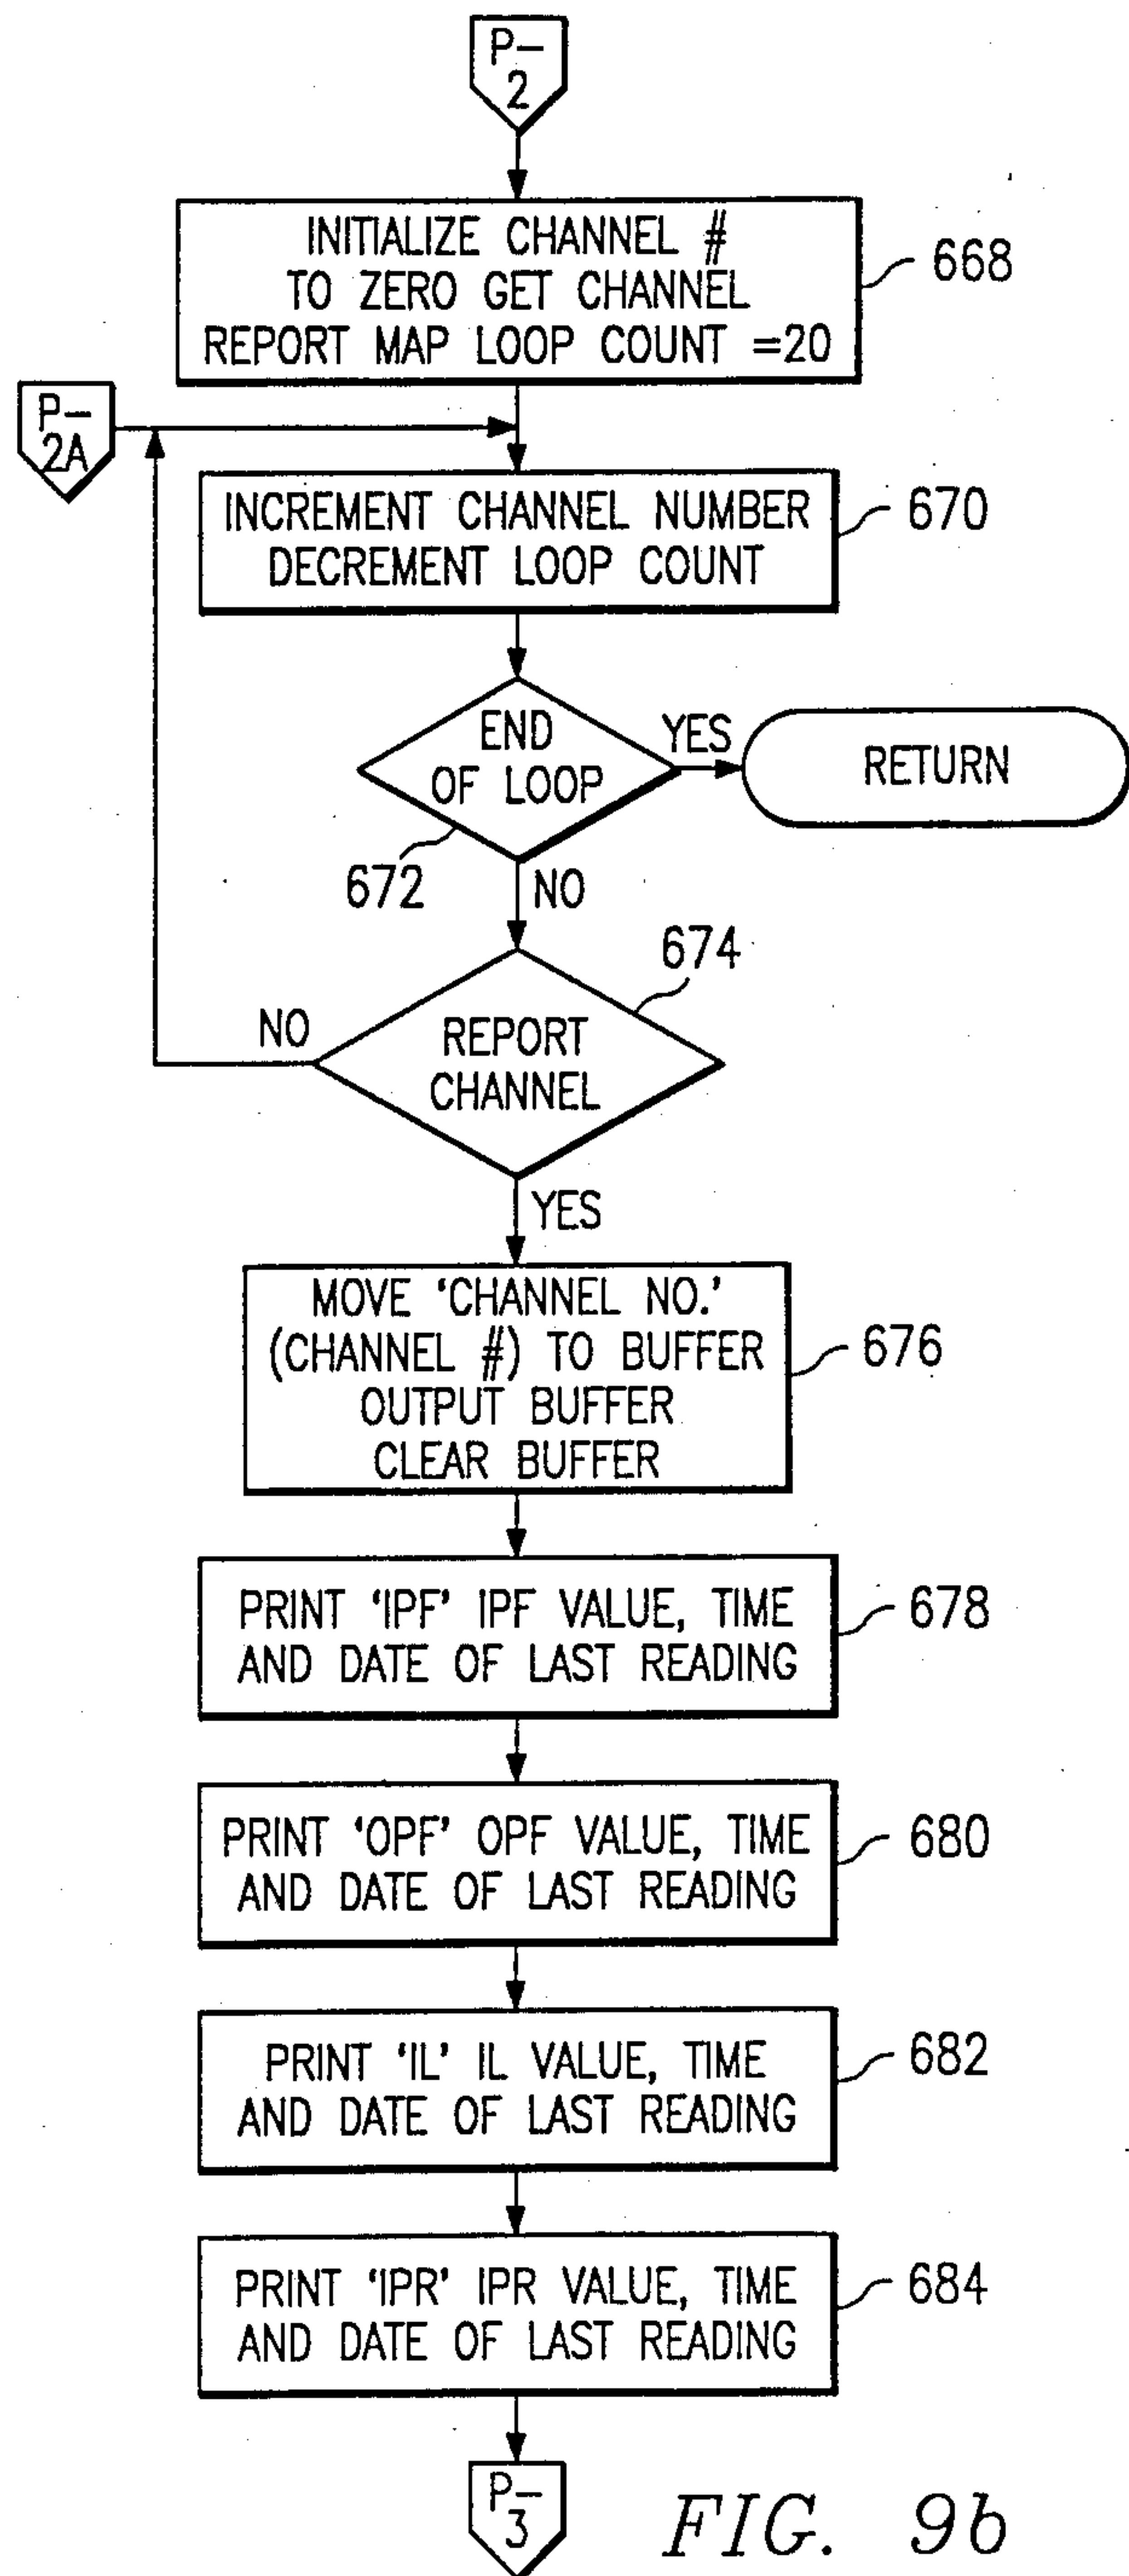 P-
2
INITIALIZE CHANNEL #
TO ZERO GET CHANNEL
REPORT MAP LOOP COUNT =20
668
P-
2A
INCREMENT CHANNEL NUMBER
DECREMENT LOOP COUNT
670
END
OF LOOP
YES
RETURN
672
NO
674
NO
REPORT
CHANNEL
YES
MOVE 'CHANNEL NO.'
(CHANNEL #) TO BUFFER
OUTPUT BUFFER
CLEAR BUFFER
676
PRINT 'IPF' IPF VALUE, TIME
AND DATE OF LAST READING
678
PRINT 'OPF' OPF VALUE, TIME
AND DATE OF LAST READING
680
PRINT 'IL' IL VALUE, TIME
AND DATE OF LAST READING
682
PRINT 'IPR' IPR VALUE, TIME
AND DATE OF LAST READING
684
P-
3
FIG. 9b